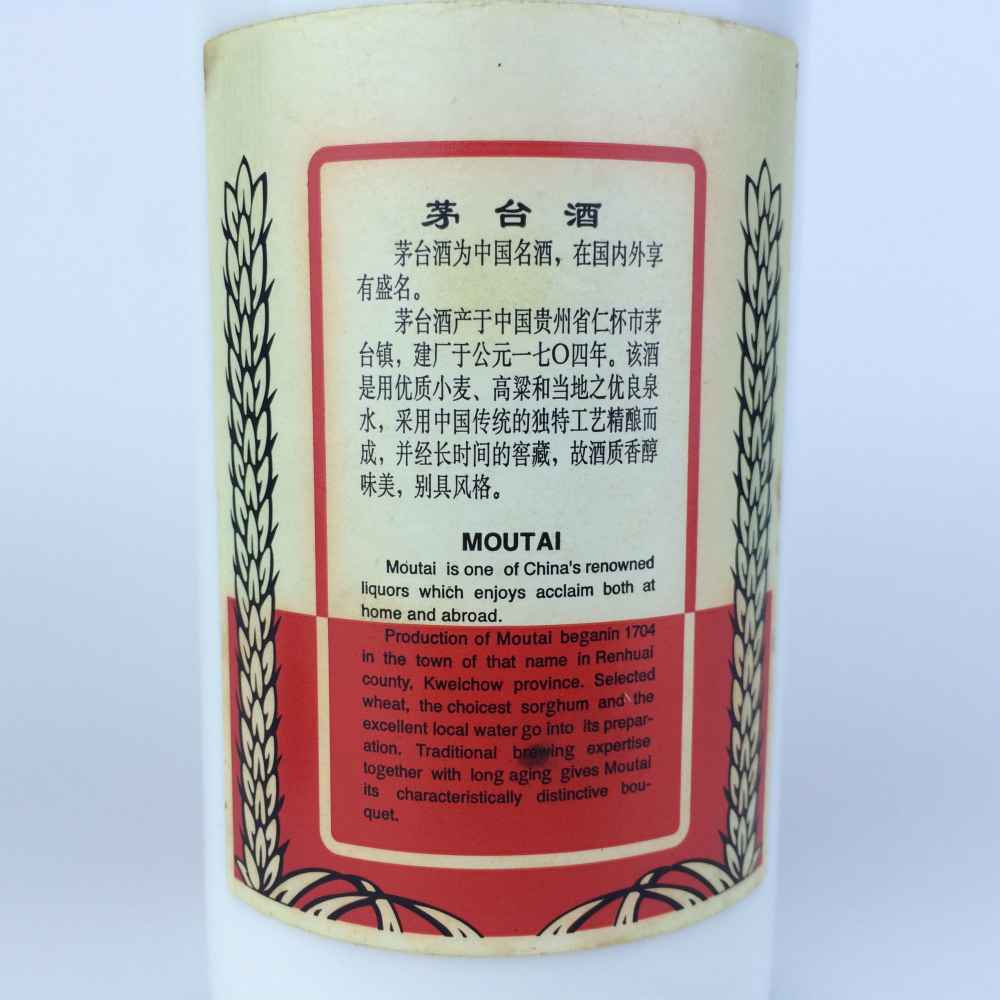 茅台酒
茅台酒为中国名酒，在国内外享
有盛名。
茅台酒产于中国贵州省仁怀市茅
台镇，建厂于公元一七〇四年。该酒
是用优质小麦、高粱和当地之优良泉
水，采用中国传统的独特工艺精酿而
成，并经长时间的窖藏，故酒质香醇
味美，别具风格。
MOUTAI
Moutai is one of China's renowned
liquors which enjoys acclaim both at
home and abroad.
Production of Moutai beganin 1704
in the town of that name in Renhuai
county, Kweichow province. Selected
wheat, the choicest sorghum and the
excellent local water go into its prepar-
ation. Traditional brewing expertise
together with long aging gives Moutai
its characteristically distinctive bou-
quet.